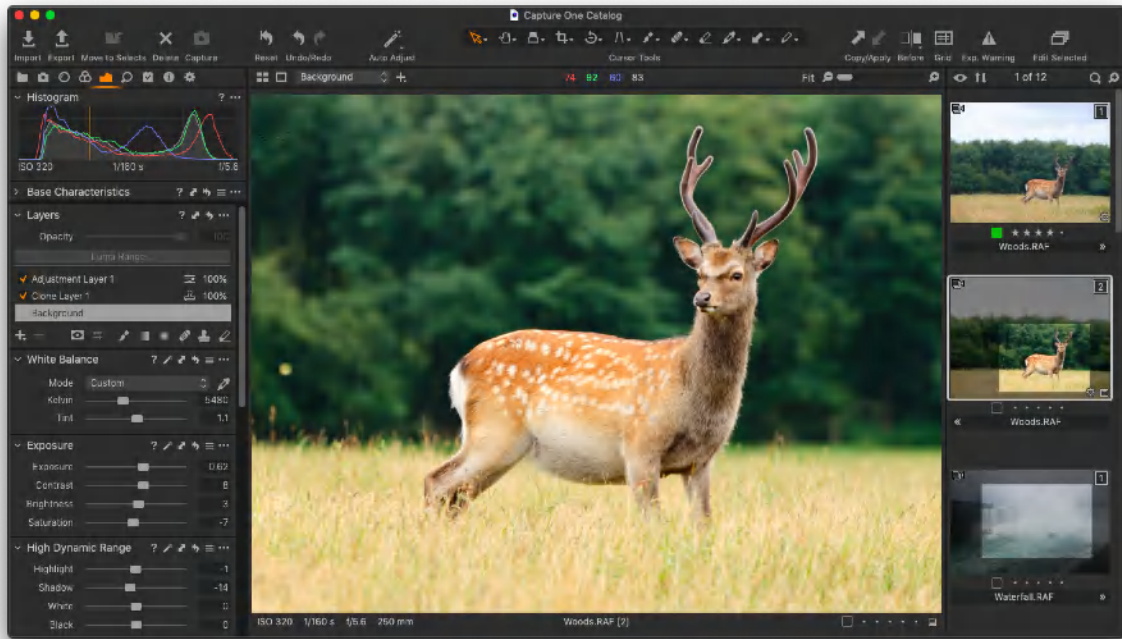 Capture One Catalog
Import Export Move to Selects Delete Capture Reset Undo/Redo Auto Adjust Cursor Tools Copy/Apply Before Grid Exp. Warning Edit Selected
Background 74 92 60 83 Fit 1 of 12
Histogram ? ...
ISO 320 1/160 s f/5.6
Base Characteristics ? ...
Layers ? ...
Opacity 100
Luma Range...
Adjustment Layer 1 100%
Clone Layer 1 100%
Background
White Balance ? ...
Mode Custom
Kelvin 5480
Tint 1.1
Exposure ? ...
Exposure 0.62
Contrast 8
Brightness 3
Saturation -7
High Dynamic Range ? ...
Highlight -1
Shadow -14
White 0
Black 0
ISO 320 1/160 s f/5.6 250 mm Woods.RAF [2]
4 1
Woods.RAF »
2
« Woods.RAF
1
Waterfall.RAF »